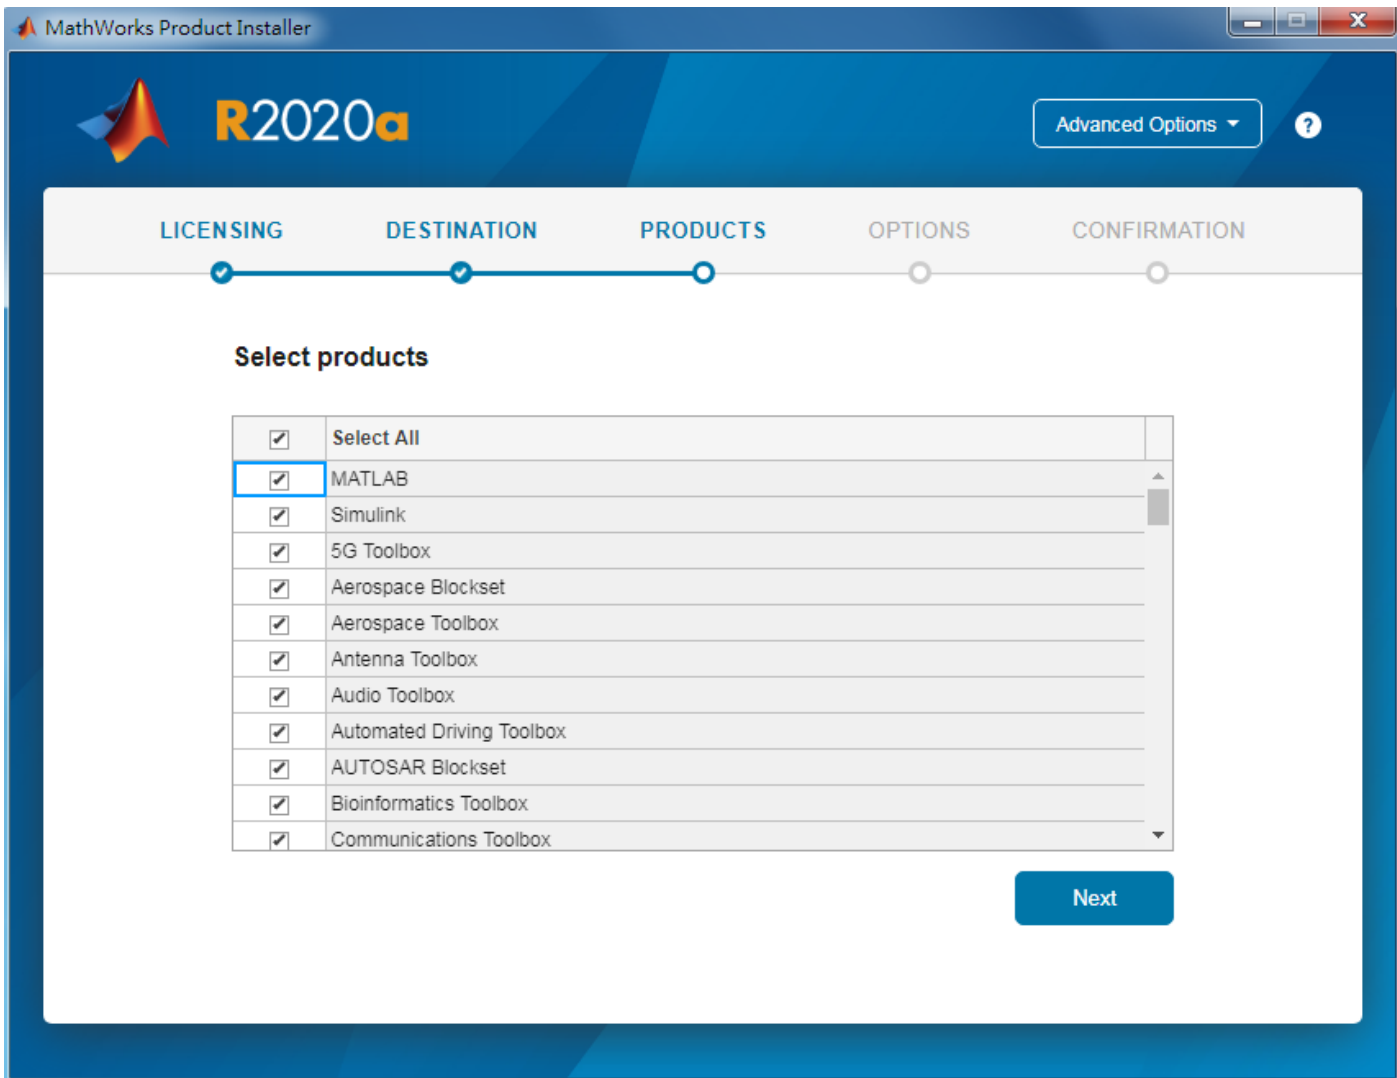 MathWorks Product Installer
R2020a
Advanced Options
?
LICENSING DESTINATION PRODUCTS OPTIONS CONFIRMATION
Select products
Select All
MATLAB
Simulink
5G Toolbox
Aerospace Blockset
Aerospace Toolbox
Antenna Toolbox
Audio Toolbox
Automated Driving Toolbox
AUTOSAR Blockset
Bioinformatics Toolbox
Communications Toolbox
Next